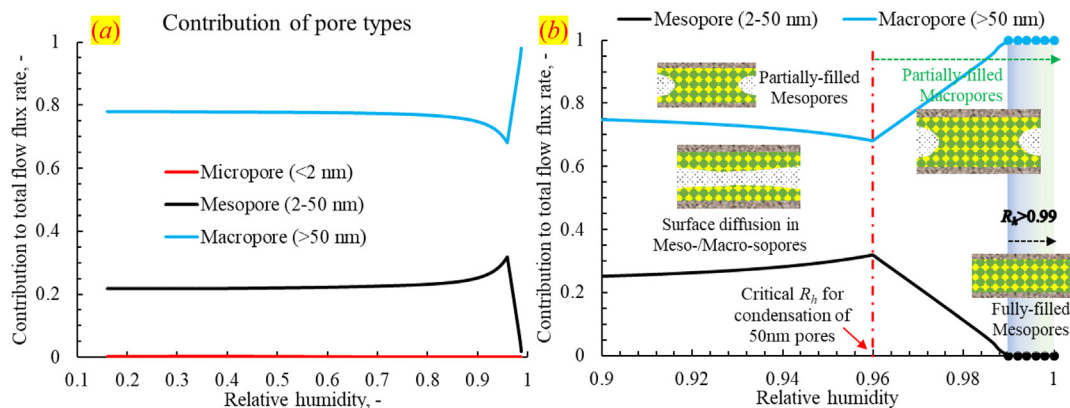 (a)
Contribution of pore types
Contribution to total flow flux rate, -
1
0.8
0.6
0.4
0.2
0
Micropore (<2 nm)
Mesopore (2-50 nm)
Macropore (>50 nm)
0.1 0.2 0.3 0.4 0.5 0.6 0.7 0.8 0.9 1
Relative humidity, -
(b)
Mesopore (2-50 nm) Macropore (>50 nm)
Contribution to total flow flux rate, -
1
0.8
0.6
0.4
0.2
0
Partially-filled
Mesopores
Partially-filled
Macropores
Surface diffusion in
Meso-/Macro-sopores
Rh>0.99
Critical Rh for
condensation of
50nm pores
Fully-filled
Mesopores
0.9 0.92 0.94 0.96 0.98 1
Relative humidity